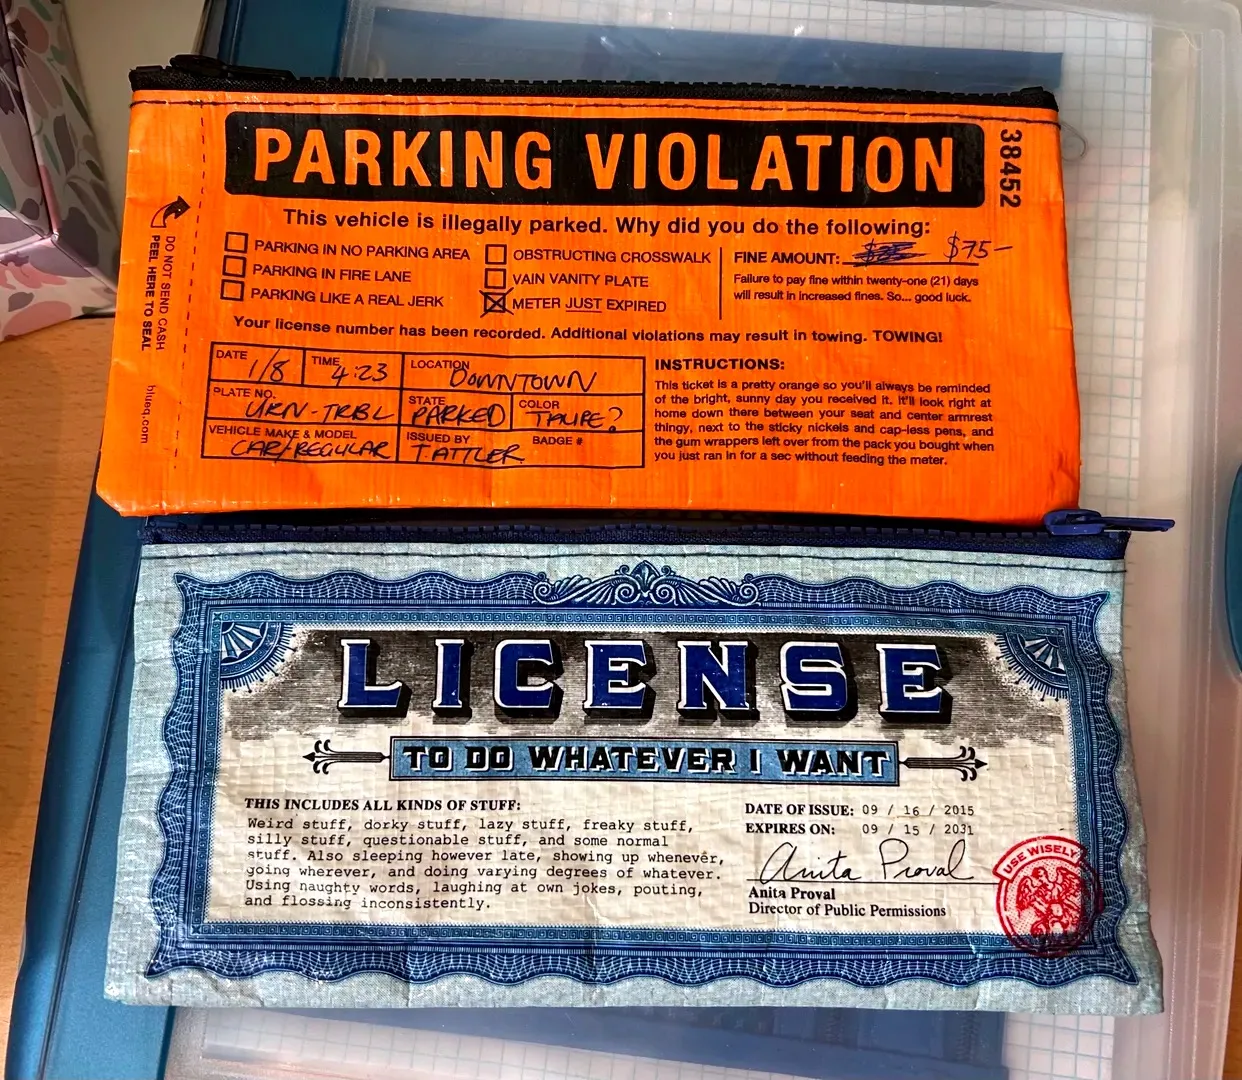 PARKING VIOLATION
38452
This vehicle is illegally parked. Why did you do the following:
PARKING IN NO PARKING AREA
PARKING IN FIRE LANE
PARKING LIKE A REAL JERK
OBSTRUCTING CROSSWALK
VAIN VANITY PLATE
METER JUST EXPIRED
FINE AMOUNT: $75–
Failure to pay fine within twenty-one (21) days
will result in increased fines. So... good luck.
Your license number has been recorded. Additional violations may result in towing. TOWING!
DO NOT SEND CASH
PEEL HERE TO SEAL
blueq.com
DATE 1/8
TIME 4:23
LOCATION DOWNTOWN
PLATE NO. URN-TRBL
STATE PARKED
COLOR TAUPE?
VEHICLE MAKE & MODEL CAR/REGULAR
ISSUED BY T. ATTLER
BADGE #
INSTRUCTIONS:
This ticket is a pretty orange so you'll always be reminded
of the bright, sunny day you received it. It'll look right at
home down there between your seat and center armrest
thingy, next to the sticky nickels and cap-less pens, and
the gum wrappers left over from the pack you bought when
you just ran in for a sec without feeding the meter.
LICENSE
TO DO WHATEVER I WANT
THIS INCLUDES ALL KINDS OF STUFF:
Weird stuff, dorky stuff, lazy stuff, freaky stuff,
silly stuff, questionable stuff, and some normal
stuff. Also sleeping however late, showing up whenever,
going wherever, and doing varying degrees of whatever.
Using naughty words, laughing at own jokes, pouting,
and flossing inconsistently.
DATE OF ISSUE: 09 / 16 / 2015
EXPIRES ON: 09 / 15 / 2031
Anita Proval
Anita Proval
Director of Public Permissions
USE WISELY